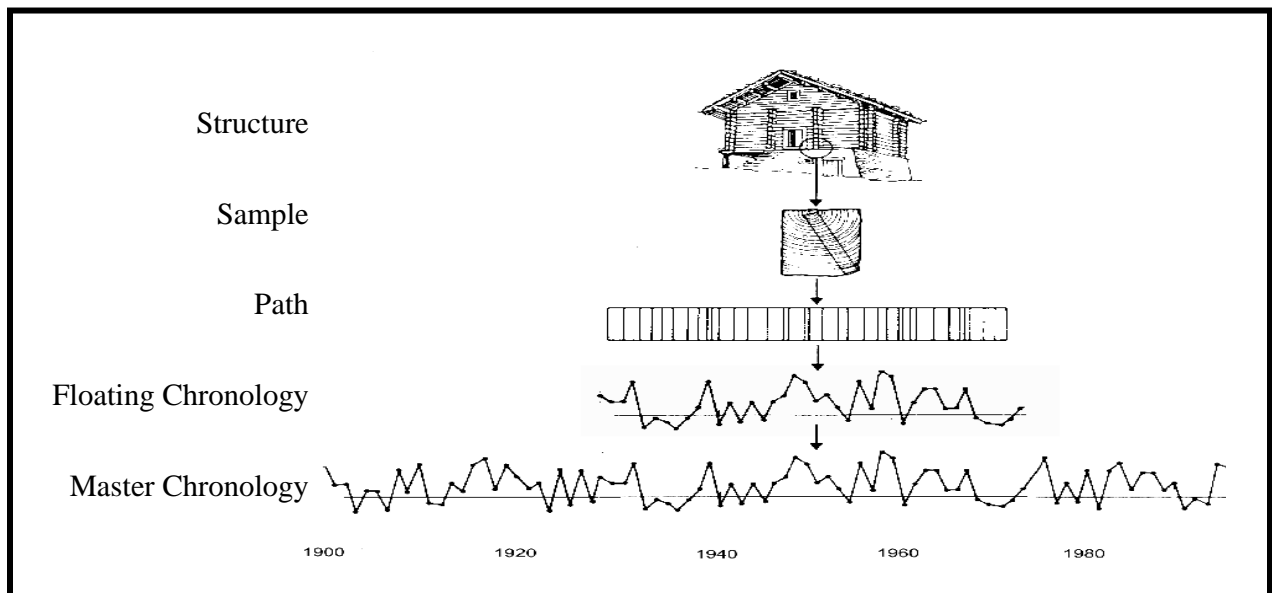 Structure
Sample
Path
Floating Chronology
Master Chronology
1900 1920 1940 1960 1980